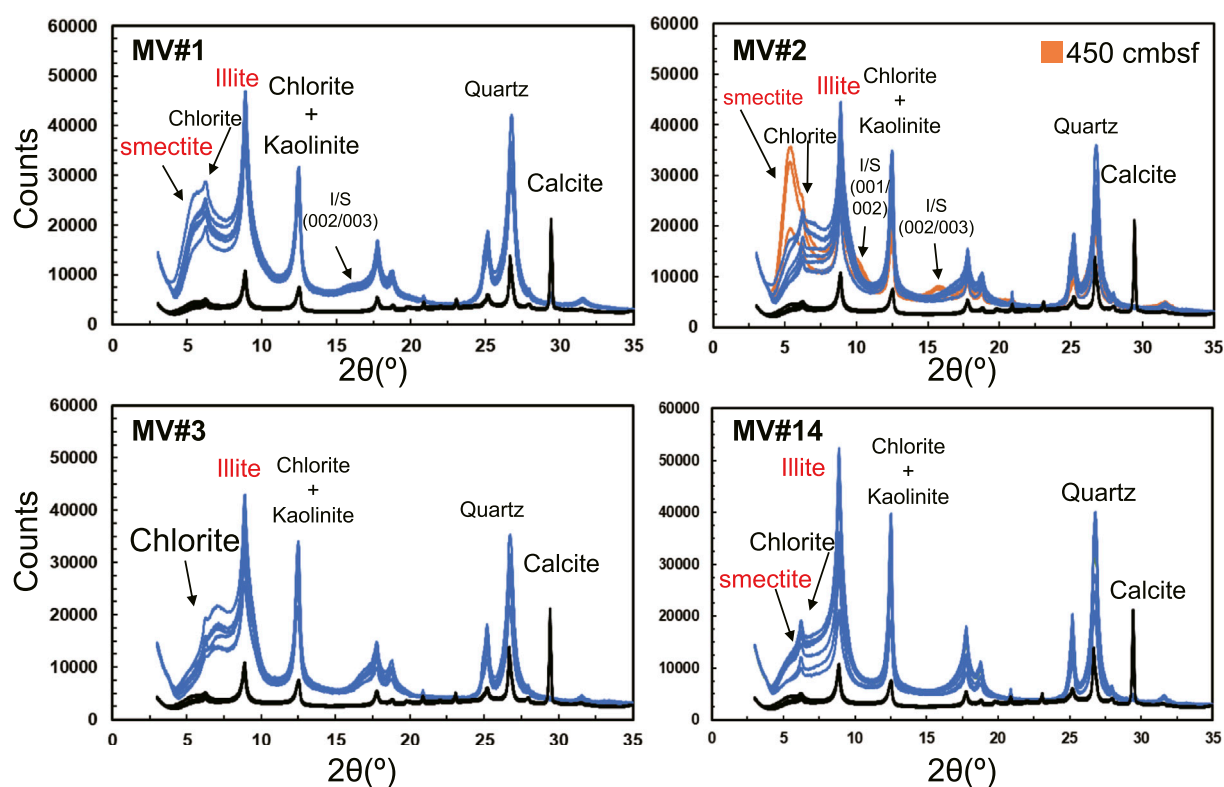 MV#1
60000
50000
40000
30000
20000
10000
0
Counts
smectite
Chlorite
Illite
Chlorite
+
Kaolinite
I/S
(002/003)
Quartz
Calcite
0 5 10 15 20 25 30 35
2θ(º)
MV#2
450 cmbsf
60000
50000
40000
30000
20000
10000
0
smectite
Chlorite
Illite
Chlorite
+
Kaolinite
I/S
(001/
002)
I/S
(002/003)
Quartz
Calcite
0 5 10 15 20 25 30 35
2θ(º)
MV#3
60000
50000
40000
30000
20000
10000
0
Counts
Chlorite
Illite
Chlorite
+
Kaolinite
Quartz
Calcite
0 5 10 15 20 25 30 35
2θ(º)
MV#14
60000
50000
40000
30000
20000
10000
0
Illite
Chlorite
smectite
Chlorite
+
Kaolinite
Quartz
Calcite
0 5 10 15 20 25 30 35
2θ(º)